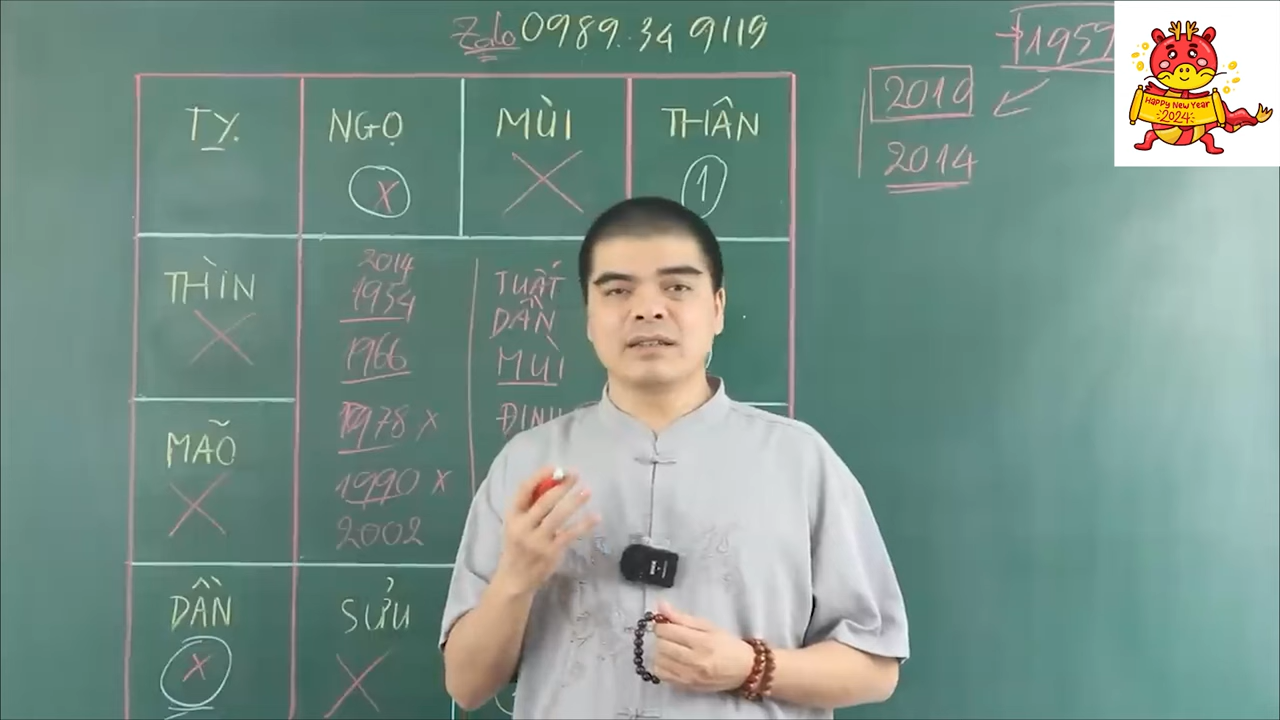 Zalo 0989.34 9119
1959
2019
2014
TỴ
NGỌ
MÙI
THÂN
X
X
1
THÌN
X
2014
1954
1966
1978 X
1990 X
2002
TUẤT
DẦN
MÙI
ĐINH
MÃO
X
DẦN
X
SỬU
X
Happy New Year
2024